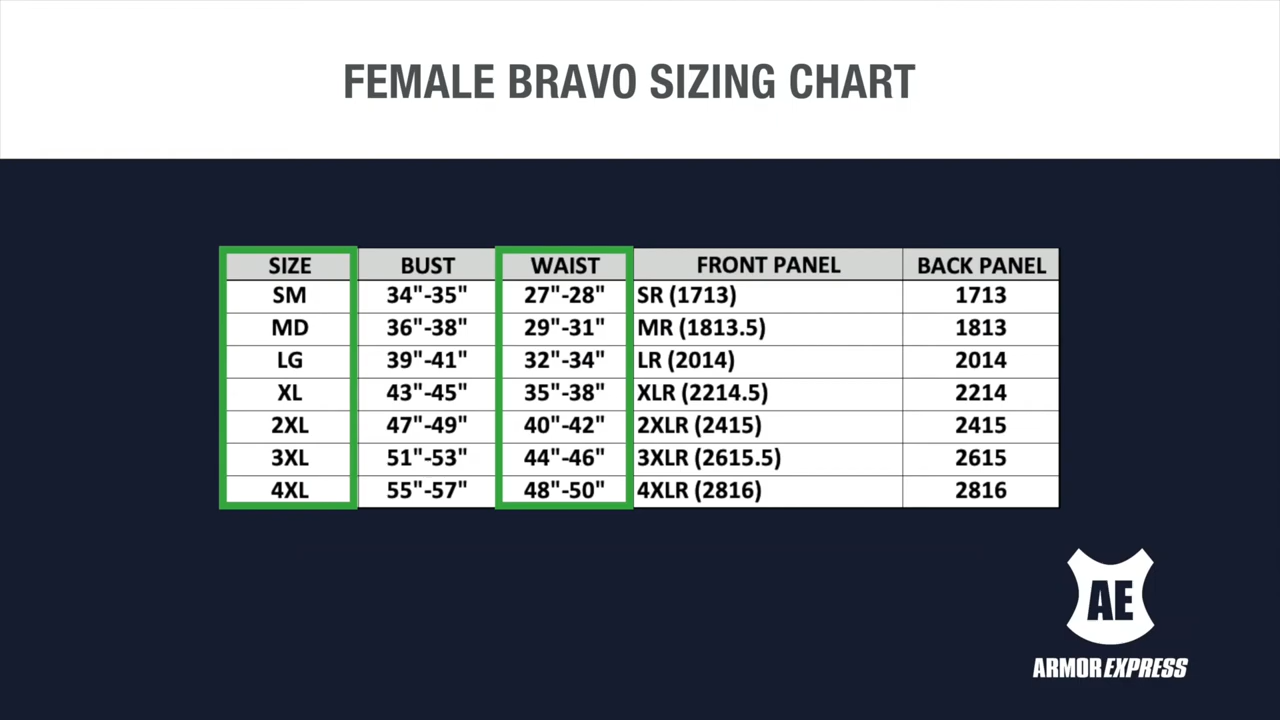 FEMALE BRAVO SIZING CHART
SIZE BUST WAIST FRONT PANEL BACK PANEL
SM 34"-35" 27"-28" SR (1713) 1713
MD 36"-38" 29"-31" MR (1813.5) 1813
LG 39"-41" 32"-34" LR (2014) 2014
XL 43"-45" 35"-38" XLR (2214.5) 2214
2XL 47"-49" 40"-42" 2XLR (2415) 2415
3XL 51"-53" 44"-46" 3XLR (2615.5) 2615
4XL 55"-57" 48"-50" 4XLR (2816) 2816
AE
ARMOR EXPRESS